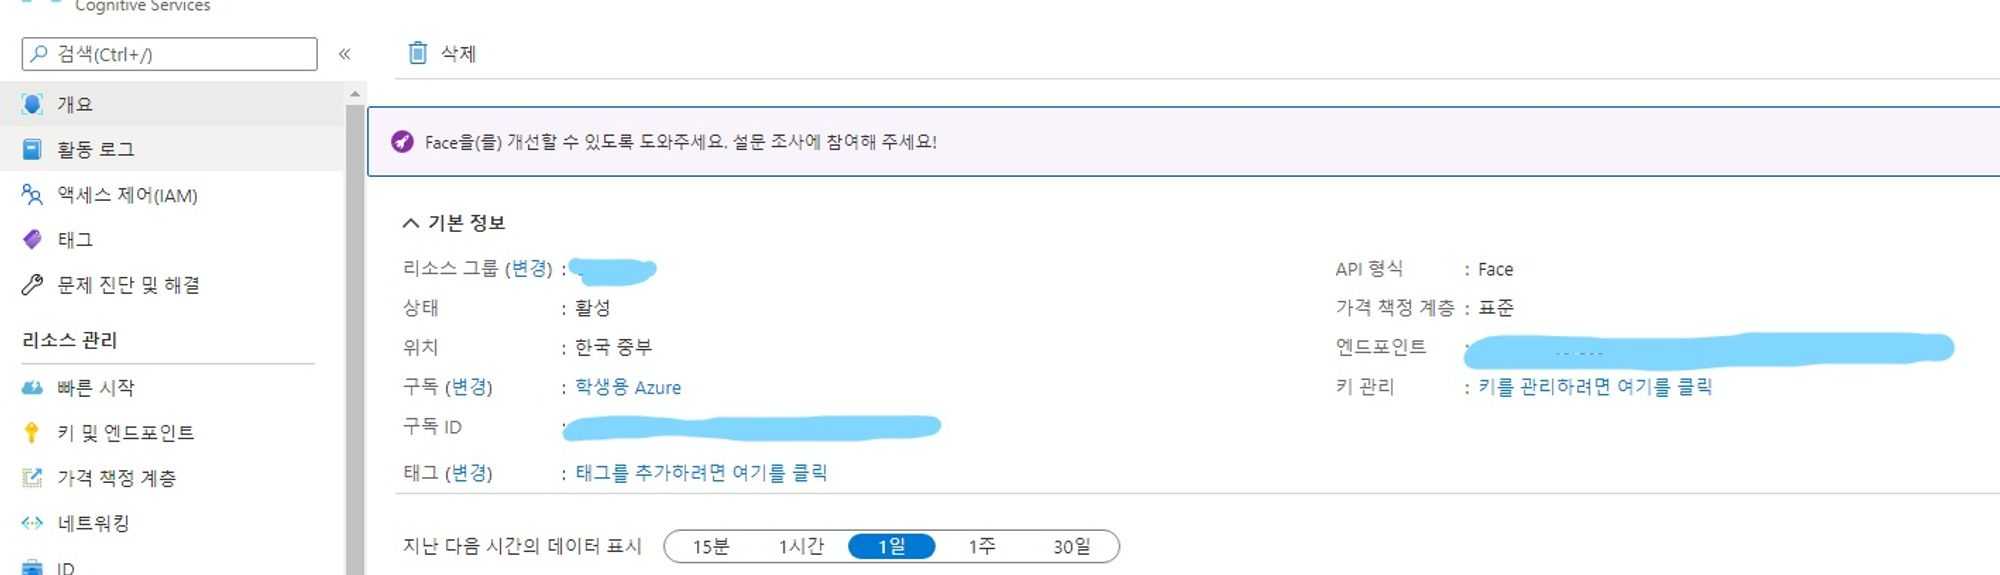 Cognitive Services
검색(Ctrl+/)
«
삭제
개요
활동 로그
액세스 제어(IAM)
태그
문제 진단 및 해결
리소스 관리
빠른 시작
키 및 엔드포인트
가격 책정 계층
네트워킹
ID
Face을(를) 개선할 수 있도록 도와주세요. 설문 조사에 참여해 주세요!
기본 정보
리소스 그룹 (변경) :
상태 : 활성
위치 : 한국 중부
구독 (변경) : 학생용 Azure
구독 ID :
태그 (변경) : 태그를 추가하려면 여기를 클릭
API 형식 : Face
가격 책정 계층 : 표준
엔드포인트 :
키 관리 : 키를 관리하려면 여기를 클릭
지난 다음 시간의 데이터 표시 15분 1시간 1일 1주 30일